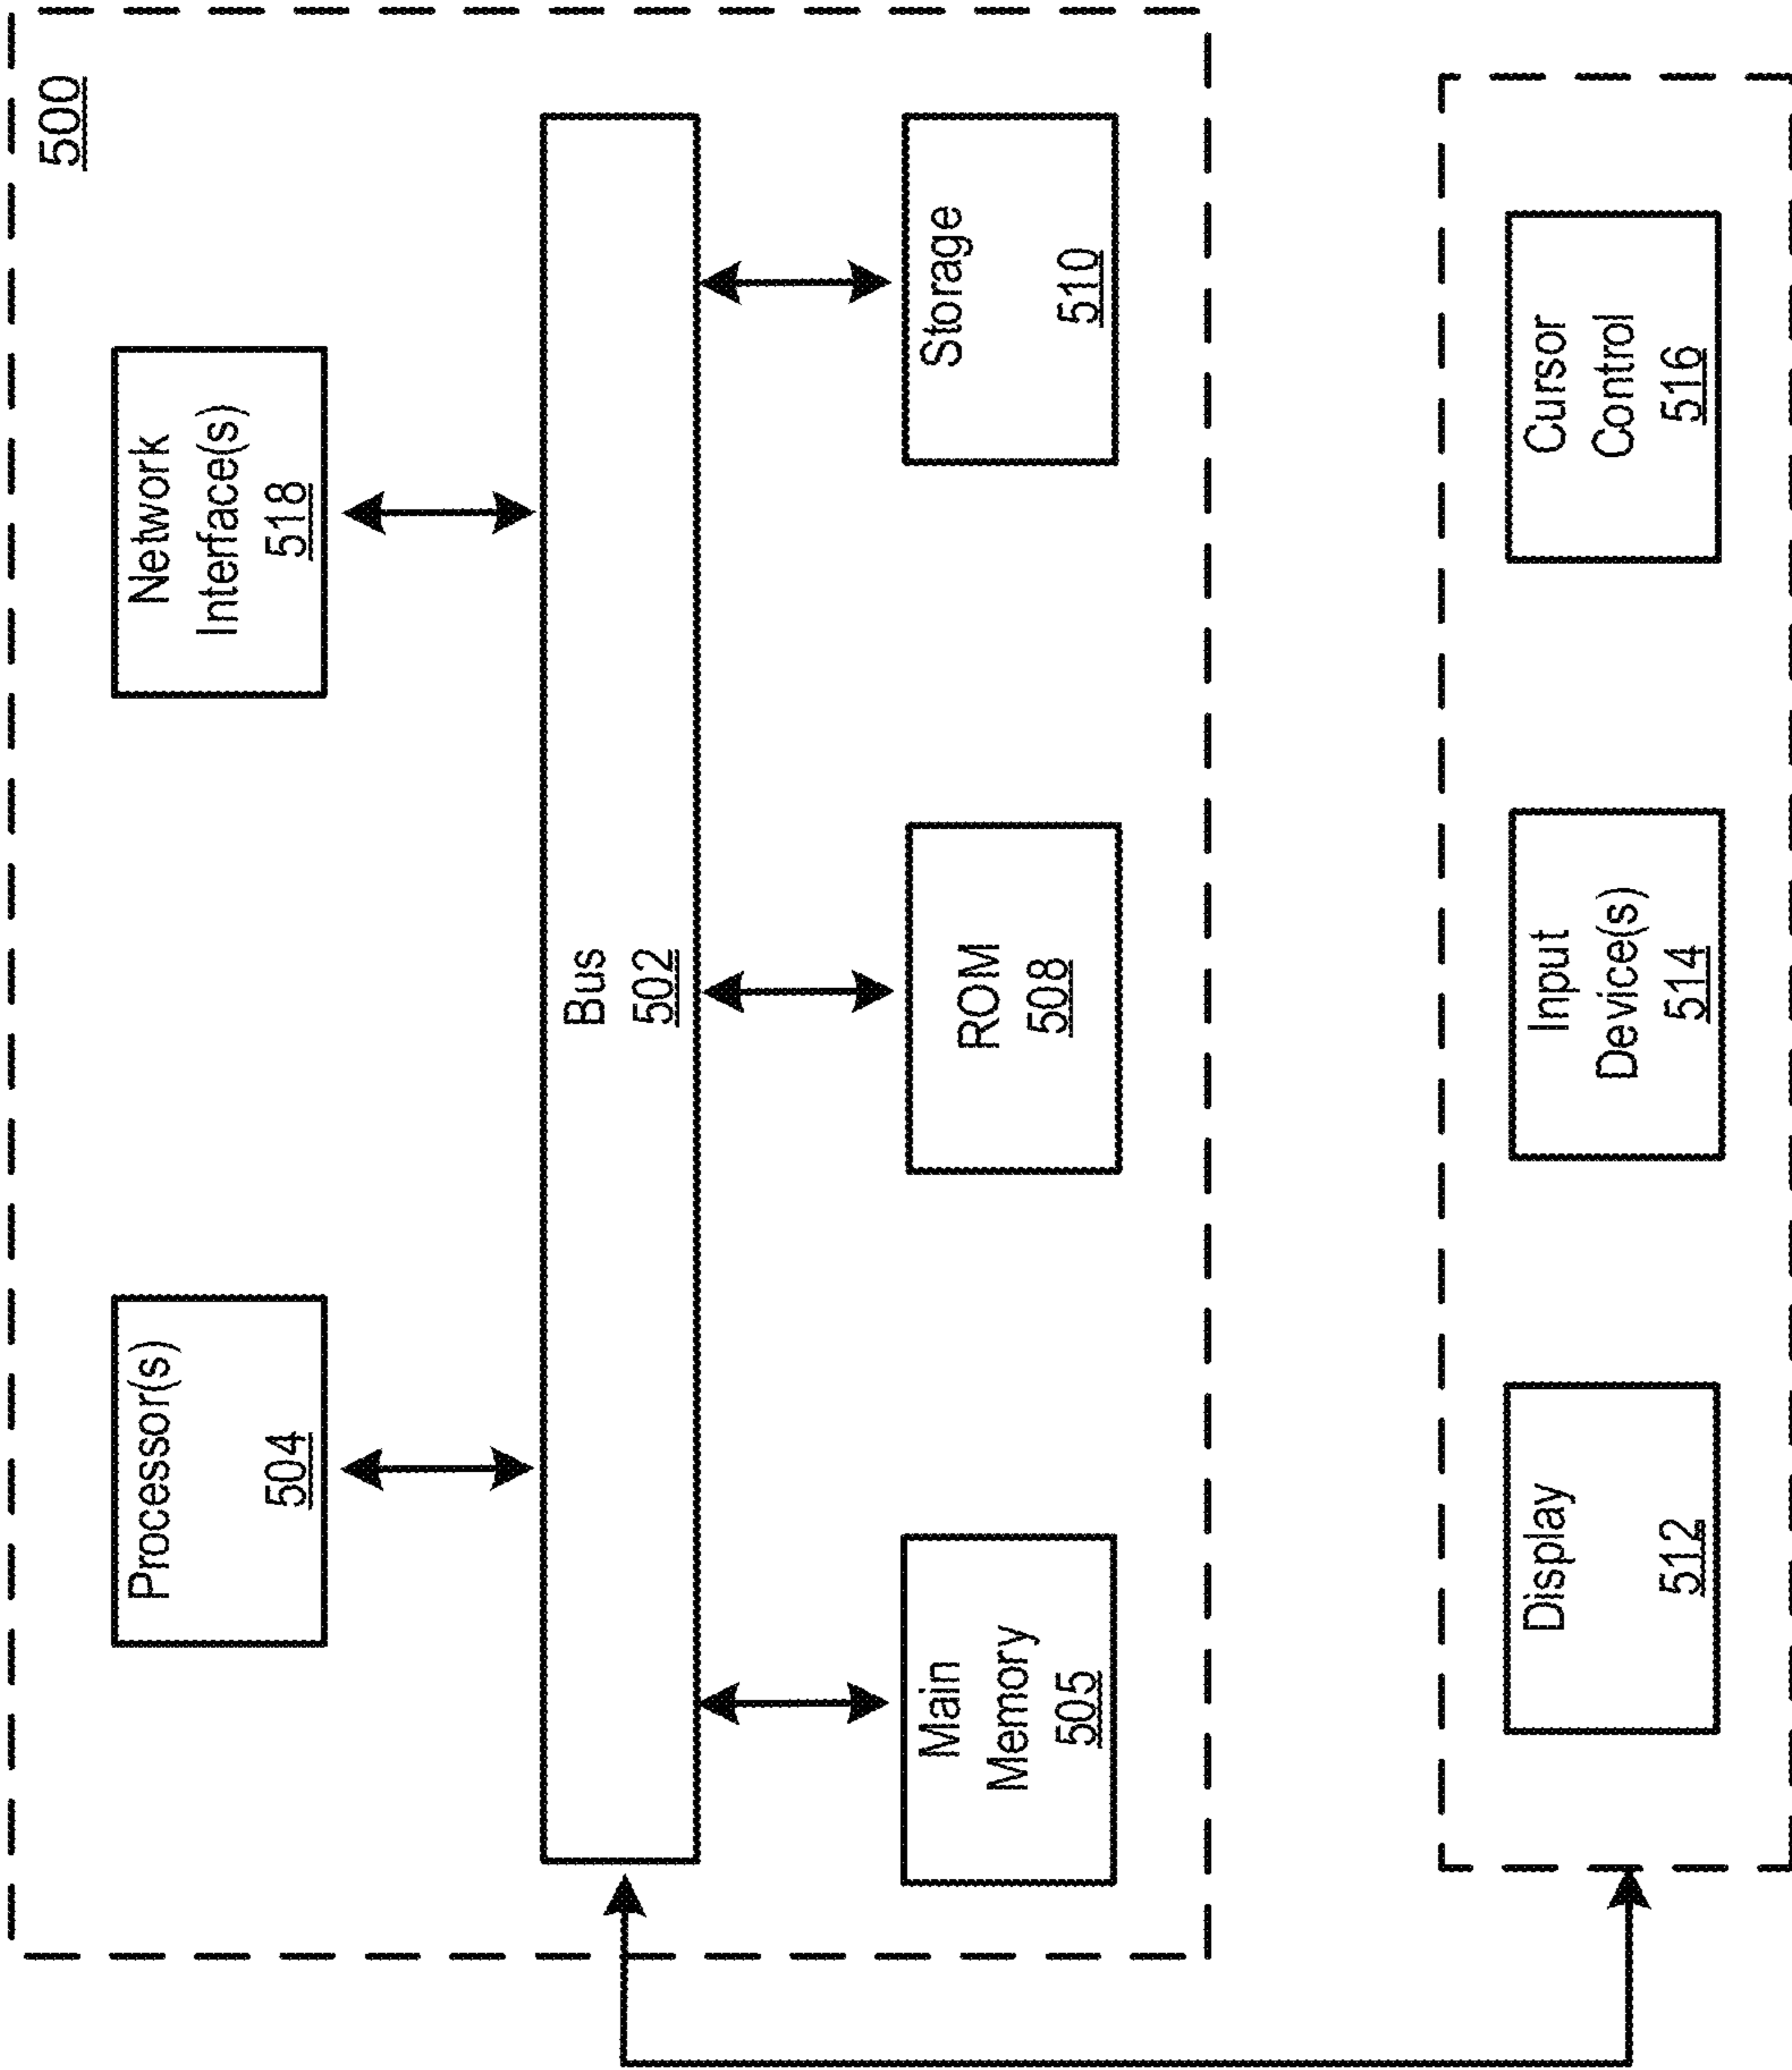 500
Processor(s)
504
Network
Interface(s)
518
Bus
502
Main
Memory
505
ROM
508
Storage
510
Display
512
Input
Device(s)
514
Cursor
Control
516